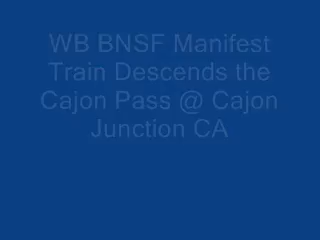 WB BNSF Manifest
Train Descends the
Cajon Pass @ Cajon
Junction CA